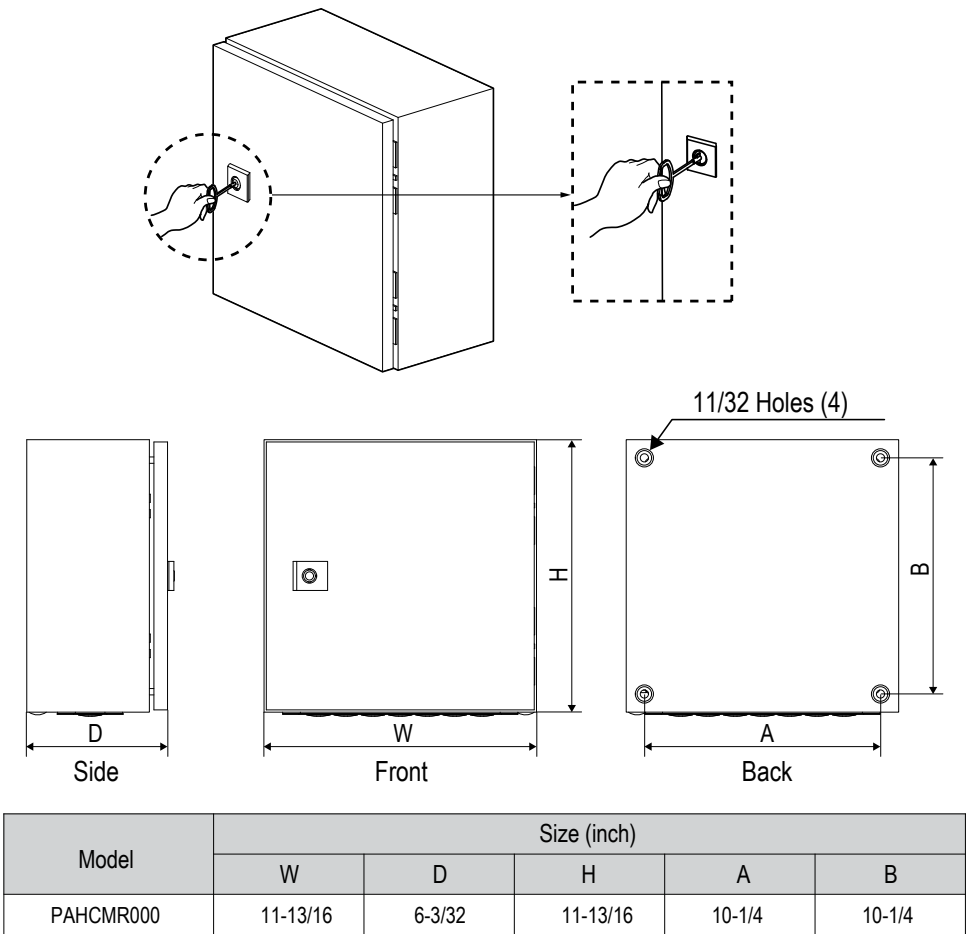 11/32 Holes (4)
H
B
D
W
A
Side
Front
Back
Model
Size (inch)
W
D
H
A
B
PAHCMR000
11-13/16
6-3/32
11-13/16
10-1/4
10-1/4